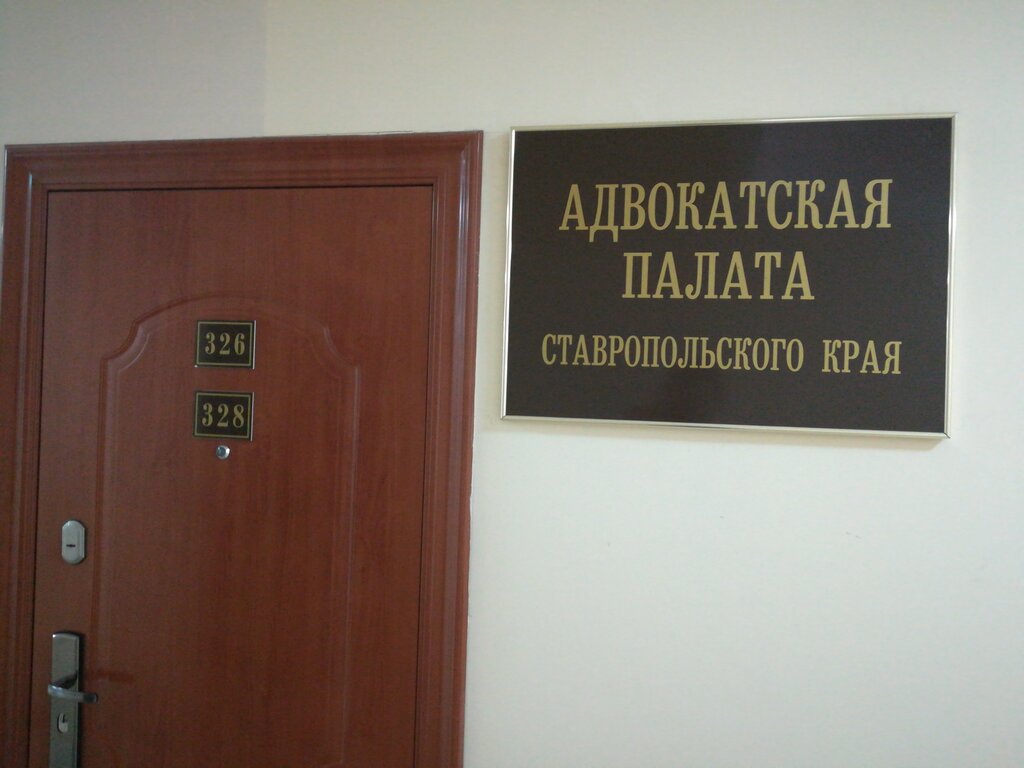 326
328
АДВОКАТСКАЯ
ПАЛАТА
СТАВРОПОЛЬСКОГО КРАЯ